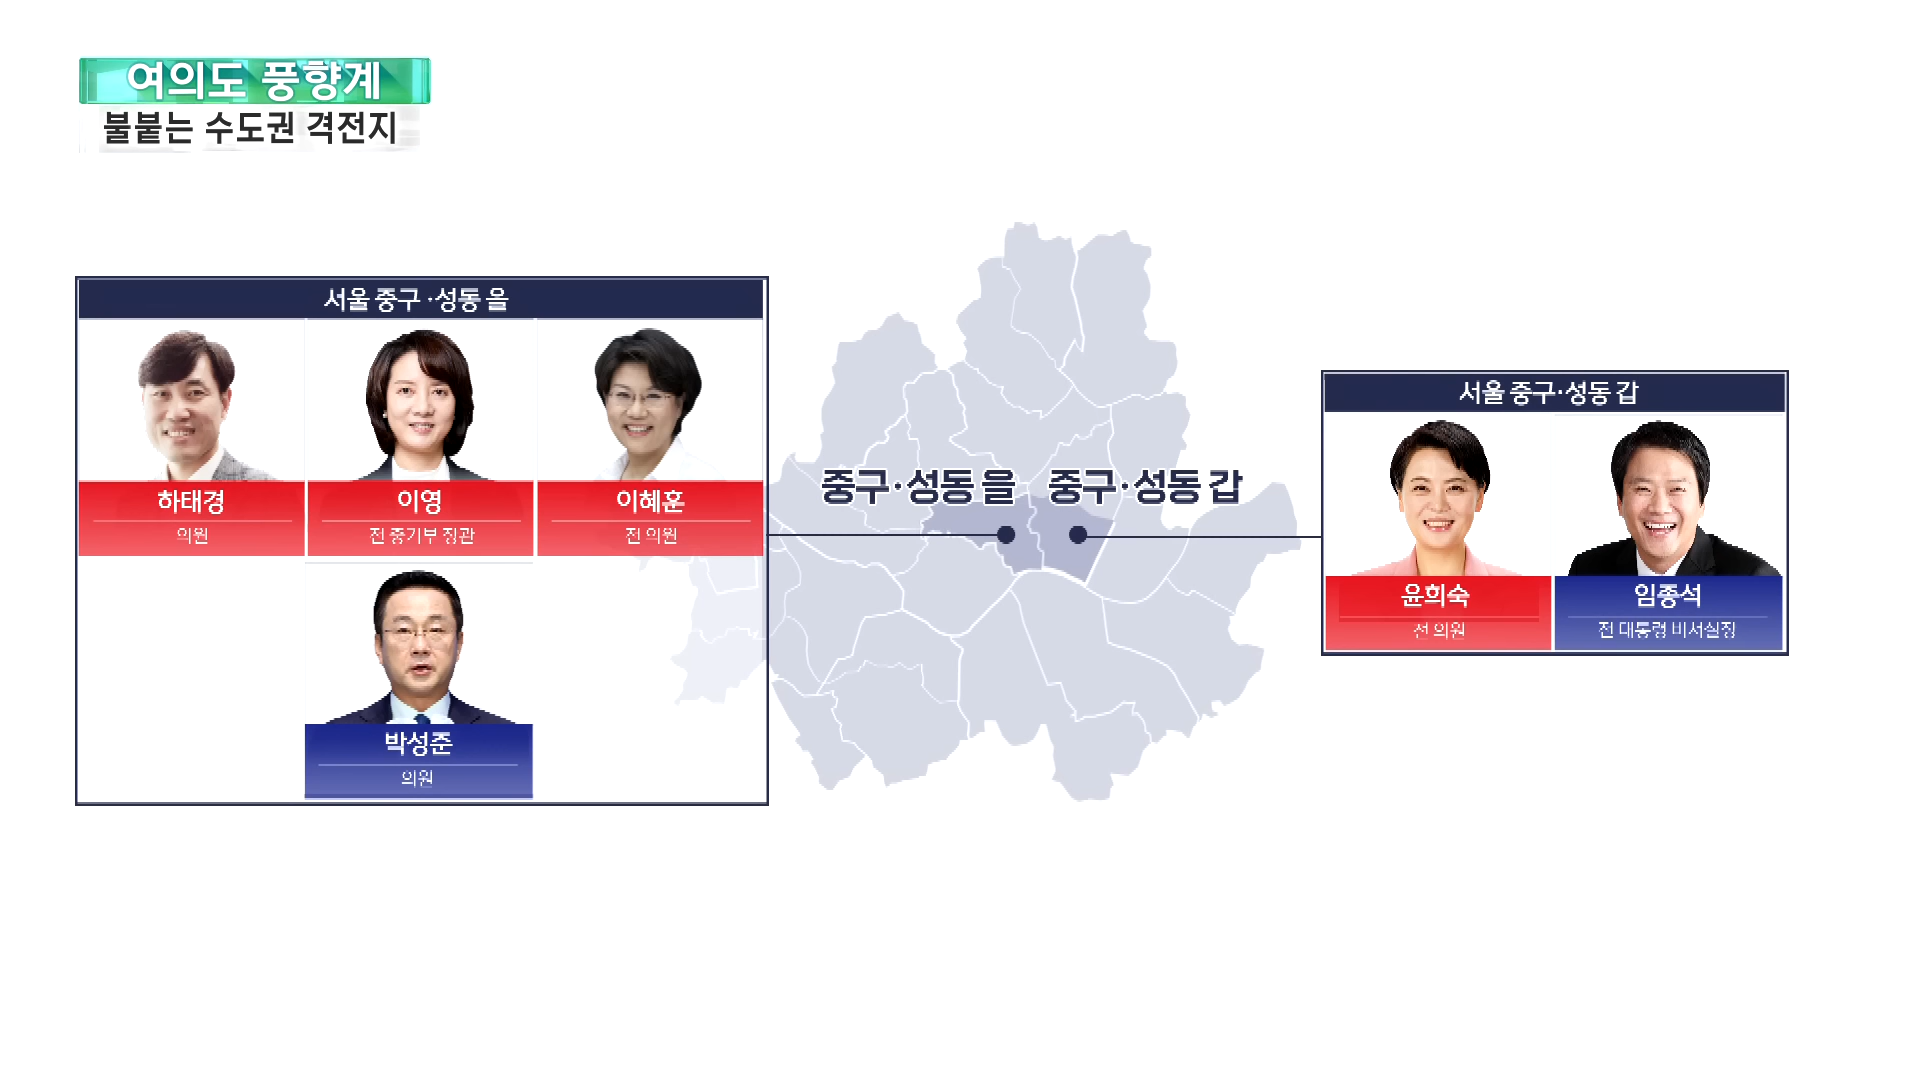 여의도 풍향계
불붙는 수도권 격전지
서울 중구·성동 을
하태경
의원
이영
전 중기부 장관
이혜훈
전 의원
박성준
의원
중구·성동 을
중구·성동 갑
서울 중구·성동 갑
윤희숙
전 의원
임종석
전 대통령 비서실장